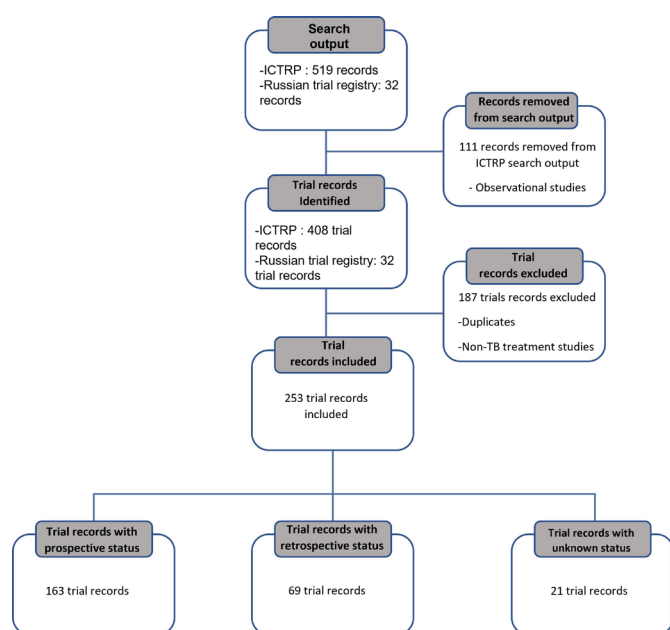 Search
output
-ICTRP : 519 records
-Russian trial registry: 32
records
Records removed
from search output
111 records removed from
ICTRP search output
- Observational studies
Trial records
Identified
-ICTRP : 408 trial
records
-Russian trial registry: 32
trial records
Trial
records excluded
187 trials records excluded
-Duplicates
-Non-TB treatment studies
Trial
records included
253 trial records
included
Trial records with
prospective status
163 trial records
Trial records with
retrospective status
69 trial records
Trial records with
unknown status
21 trial records